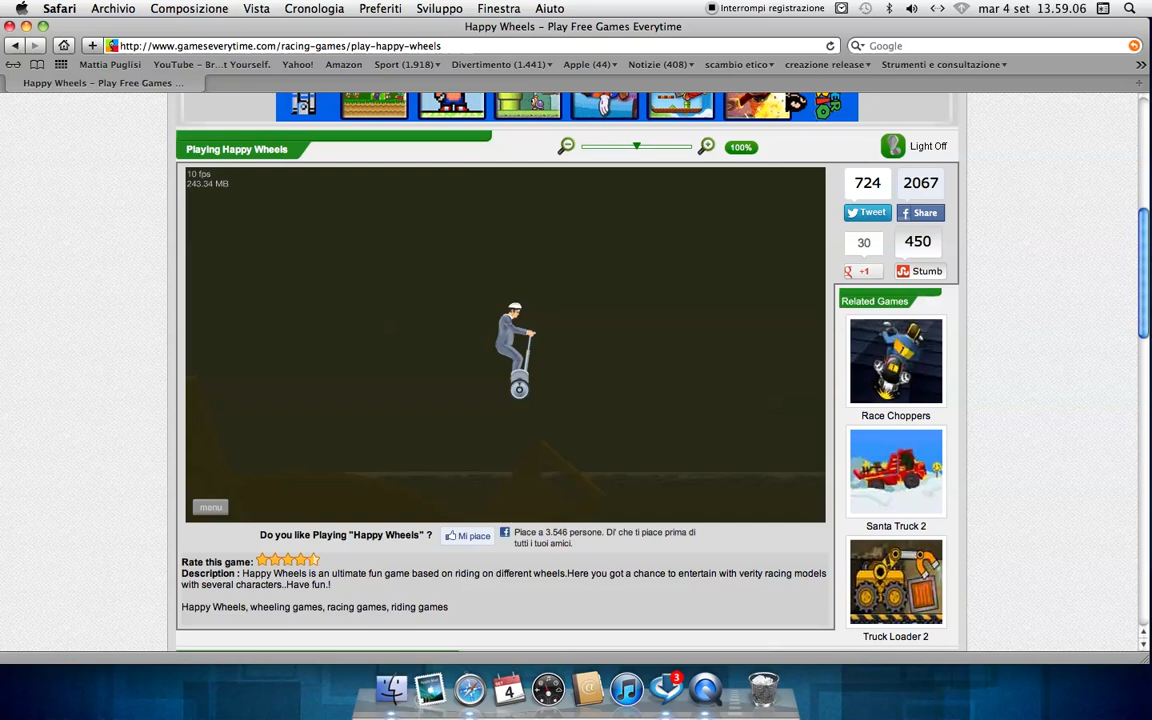 Safari Archivio Composizione Vista Cronologia Preferiti Sviluppo Finestra Aiuto Interrompi registrazione mar 4 set 13.59.06
Happy Wheels – Play Free Games Everytime
http://www.gameseverytime.com/racing-games/play-happy-wheels Google
Mattia Puglisi YouTube – Br...t Yourself. Yahoo! Amazon Sport (1.918) Divertimento (1.441) Apple (44) Notizie (408) scambio etico creazione release Strumenti e consultazione
Happy Wheels – Play Free Games ...
Playing Happy Wheels 100% Light Off
10 fps
243.34 MB
724 2067
Tweet Share
30 450
+1 Stumb
Related Games
Race Choppers
Santa Truck 2
Truck Loader 2
menu
Do you like Playing "Happy Wheels" ? Mi piace Piace a 3.546 persone. Di' che ti piace prima di
tutti i tuoi amici.
Rate this game:
Description : Happy Wheels is an ultimate fun game based on riding on different wheels.Here you got a chance to entertain with verity racing models
with several characters..Have fun.!
Happy Wheels, wheeling games, racing games, riding games
SET
4
3